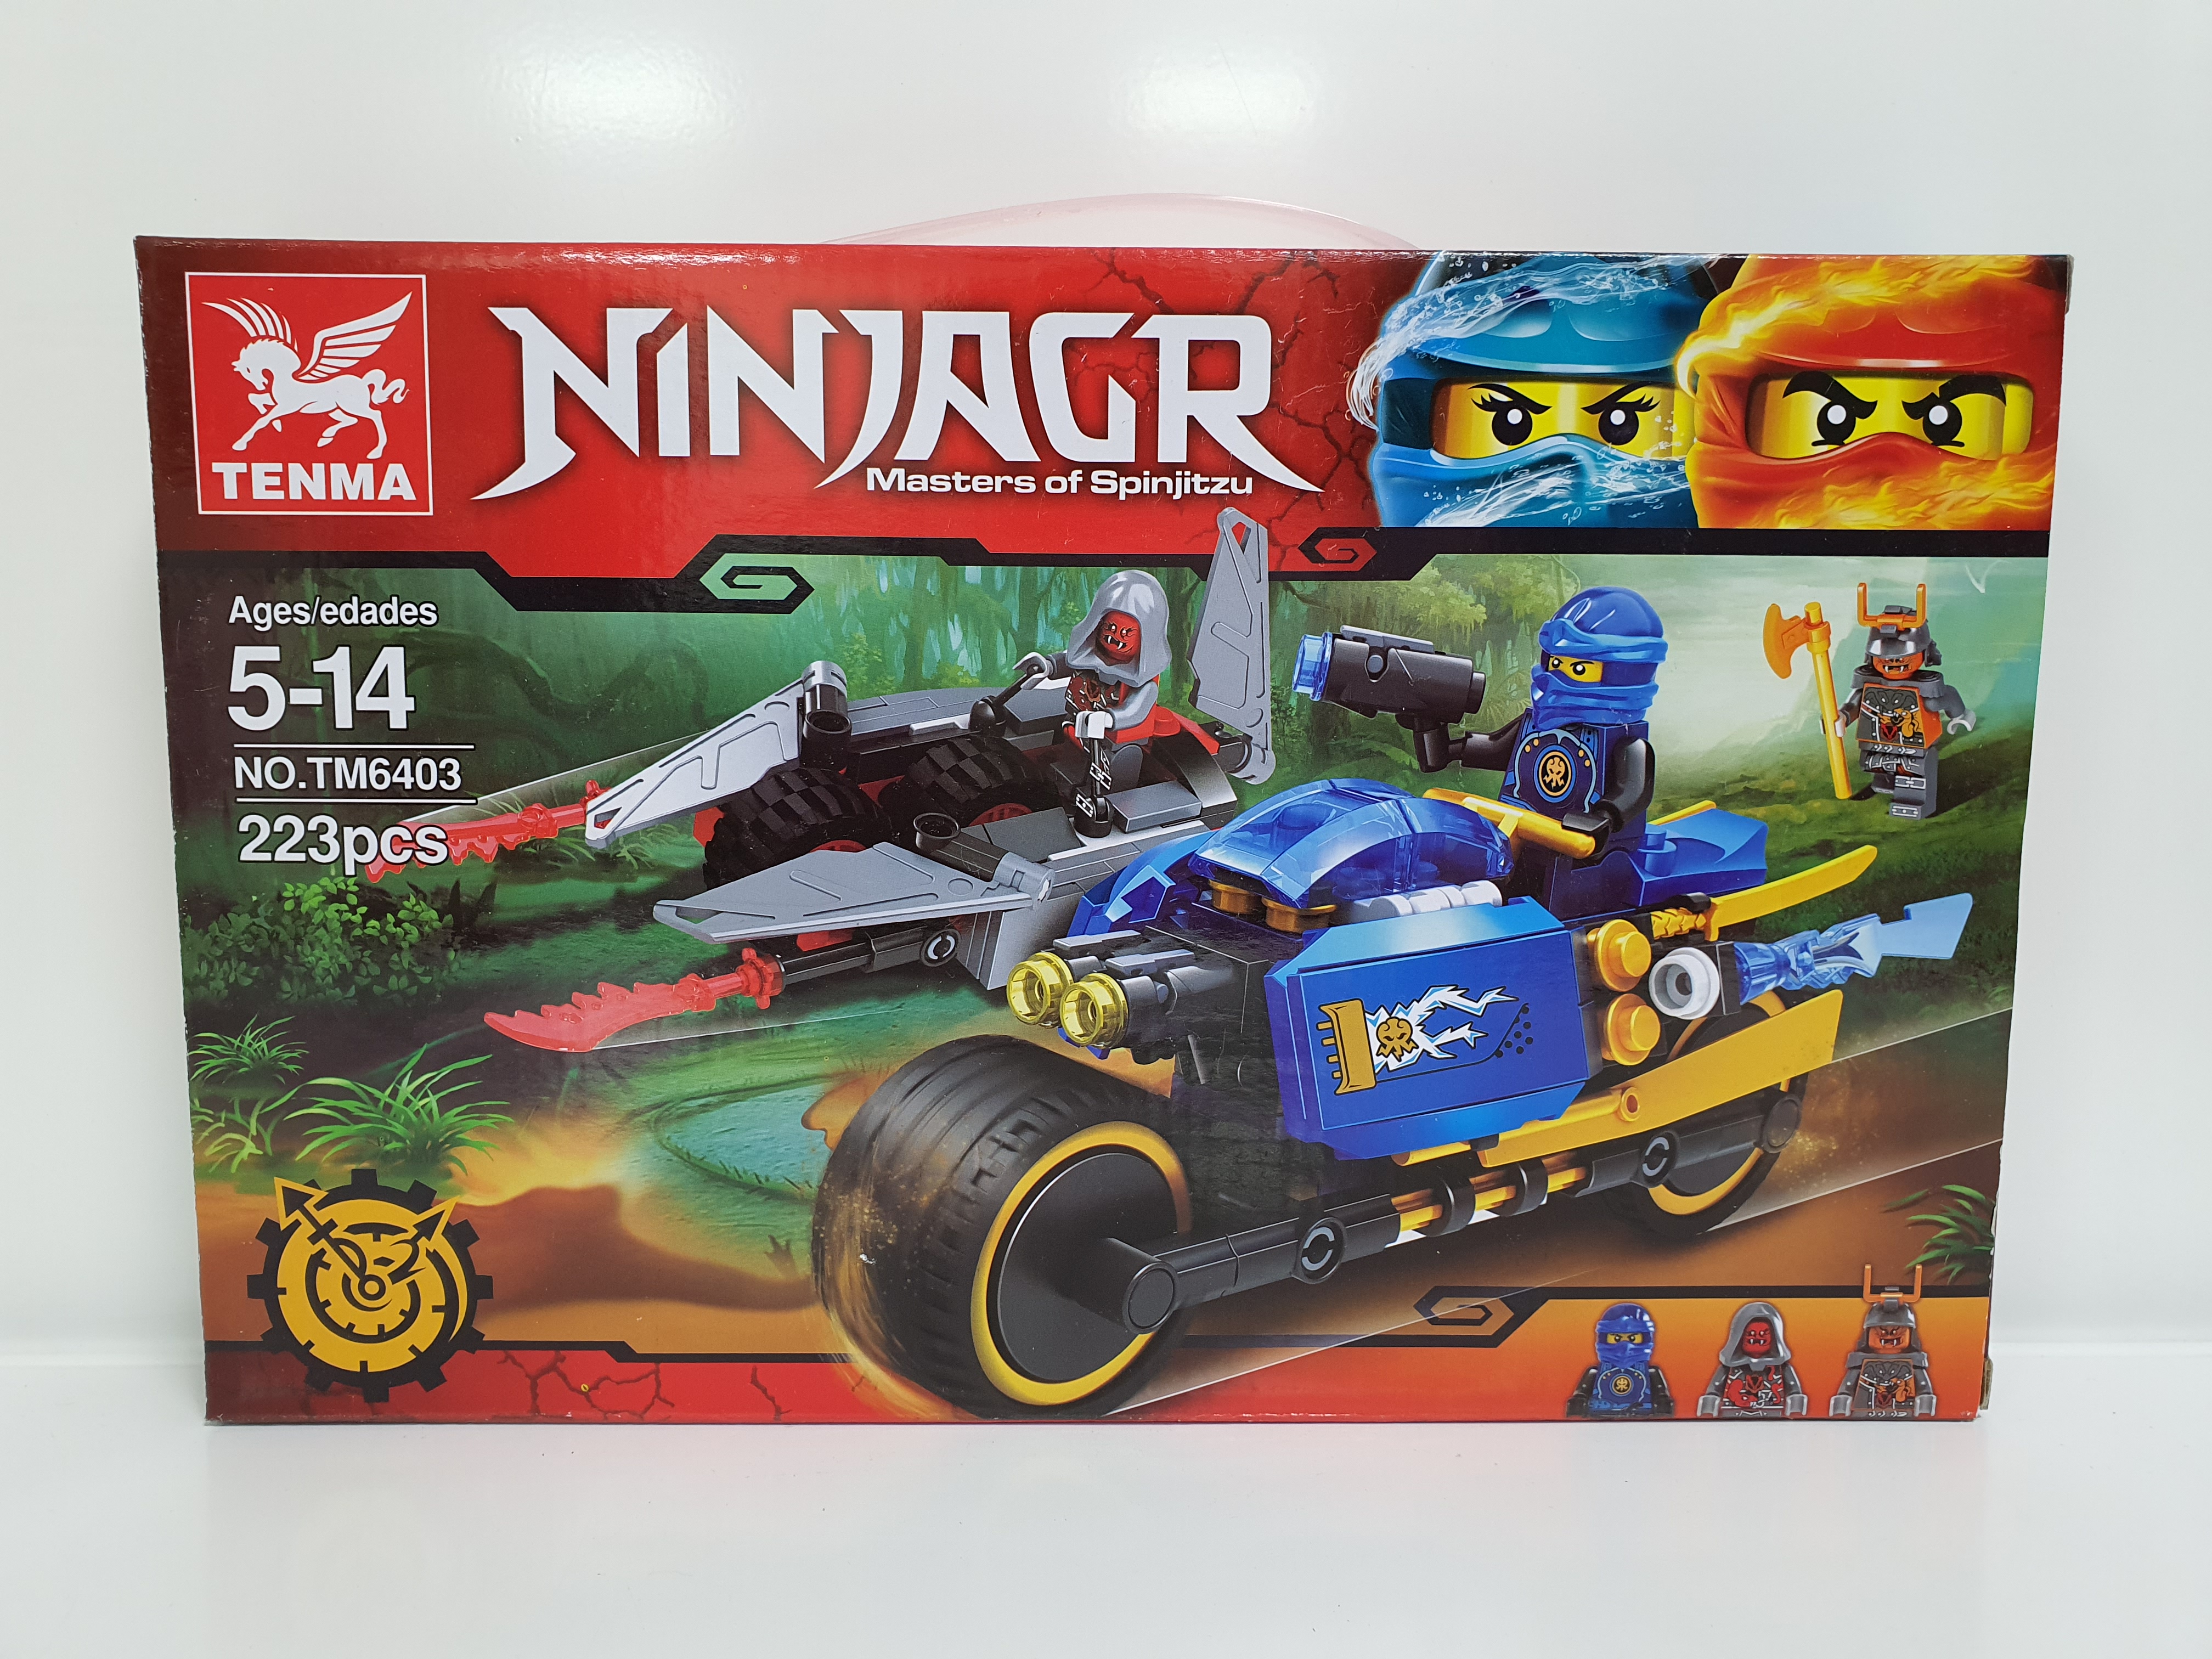 TENMA
NINJAGR
Masters of Spinjitzu
Ages/edades
5-14
NO.TM6403
223pcs